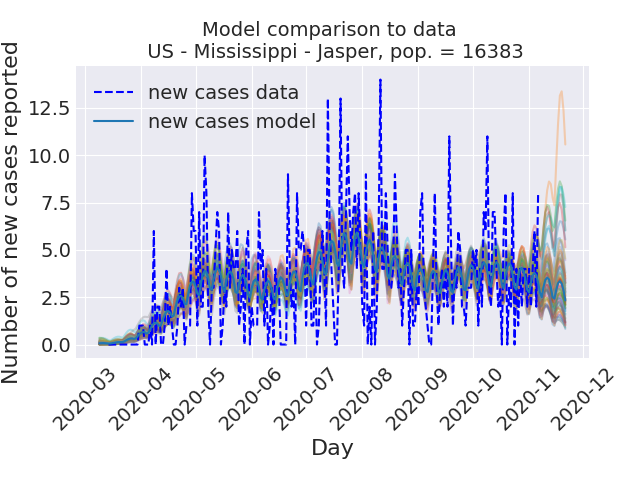 Model comparison to data
US - Mississippi - Jasper, pop. = 16383
new cases data
new cases model
Number of new cases reported
12.5
10.0
7.5
5.0
2.5
0.0
2020-03
2020-04
2020-05
2020-06
2020-07
2020-08
2020-09
2020-10
2020-11
2020-12
Day